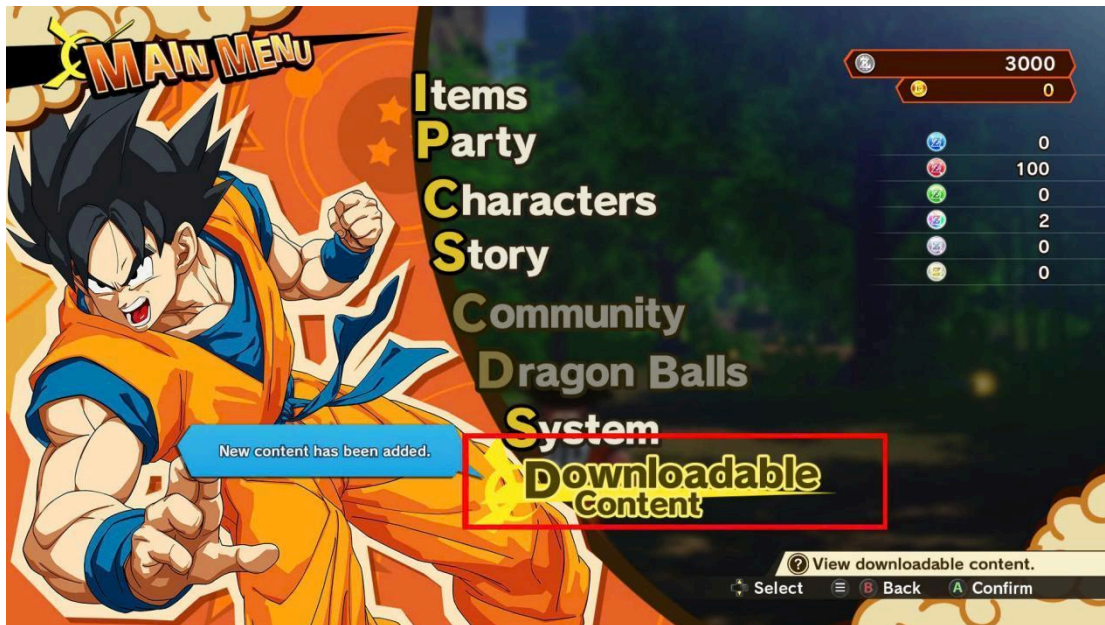 MAIN MENU
3000
0
Items
Party
Characters
Story
Community
Dragon Balls
System
Downloadable
Content
0
100
0
2
0
0
New content has been added.
? View downloadable content.
Select B Back A Confirm